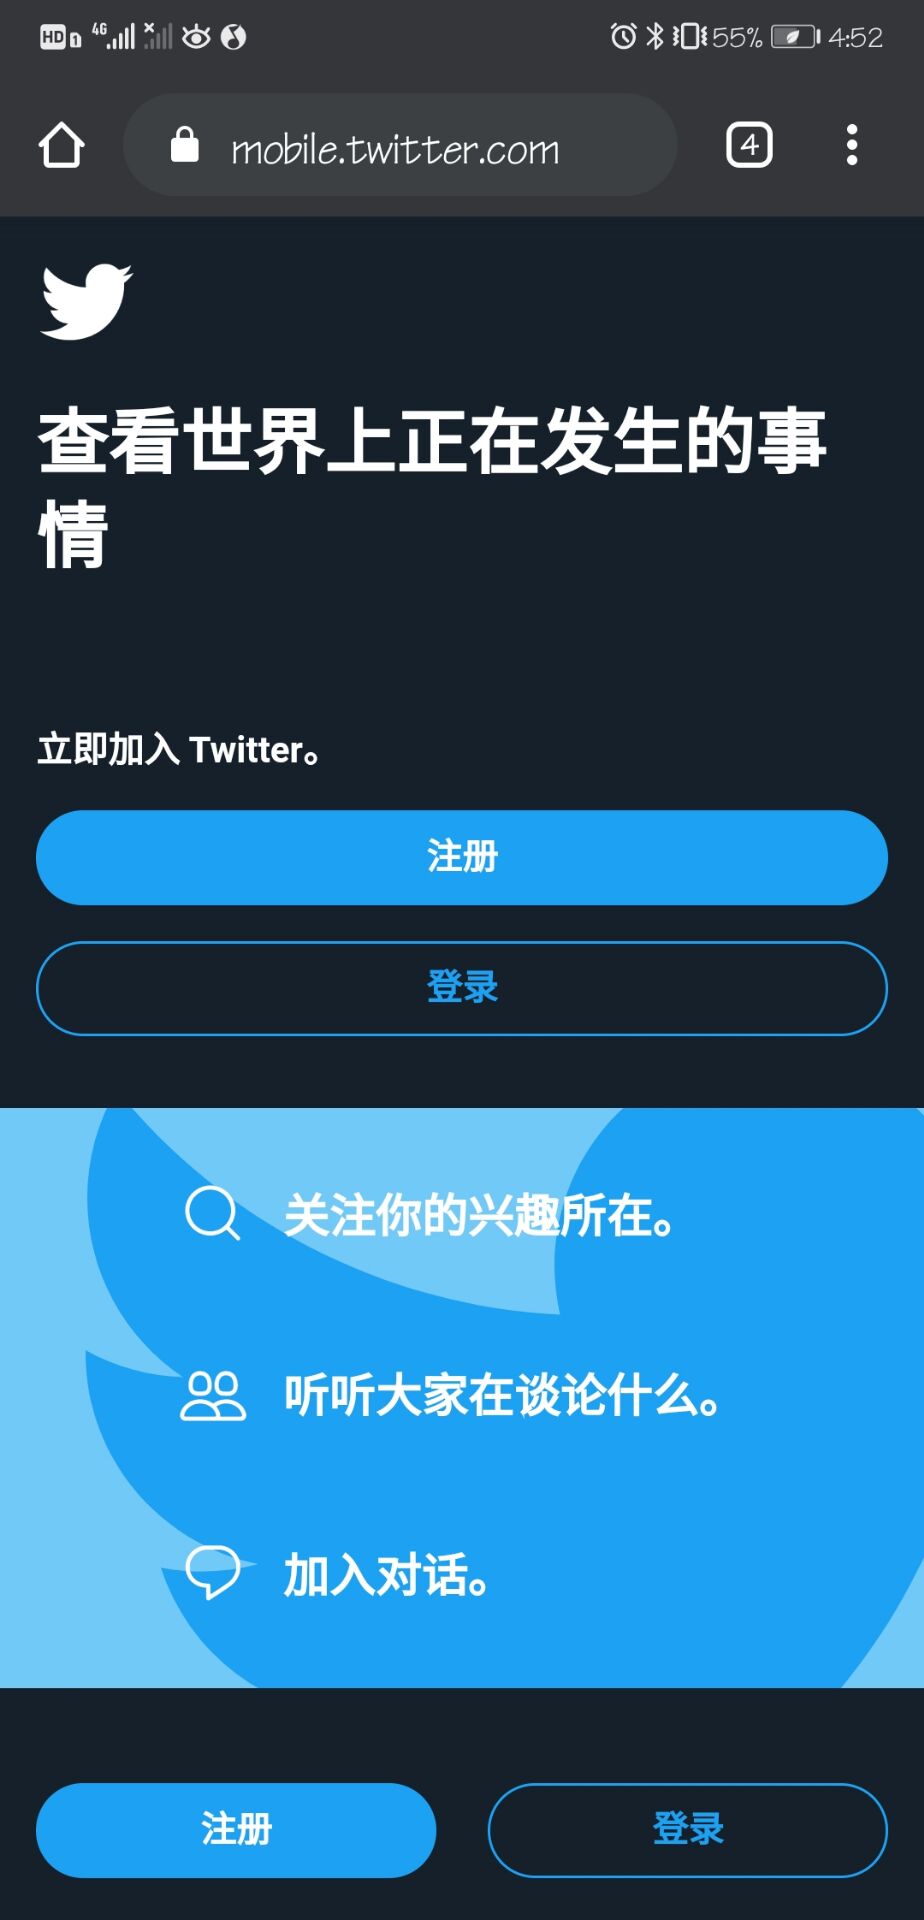 HD 1 4G 55% 4:52
mobile.twitter.com 4
查看世界上正在发生的事
情
立即加入 Twitter。
注册
登录
关注你的兴趣所在。
听听大家在谈论什么。
加入对话。
注册 登录